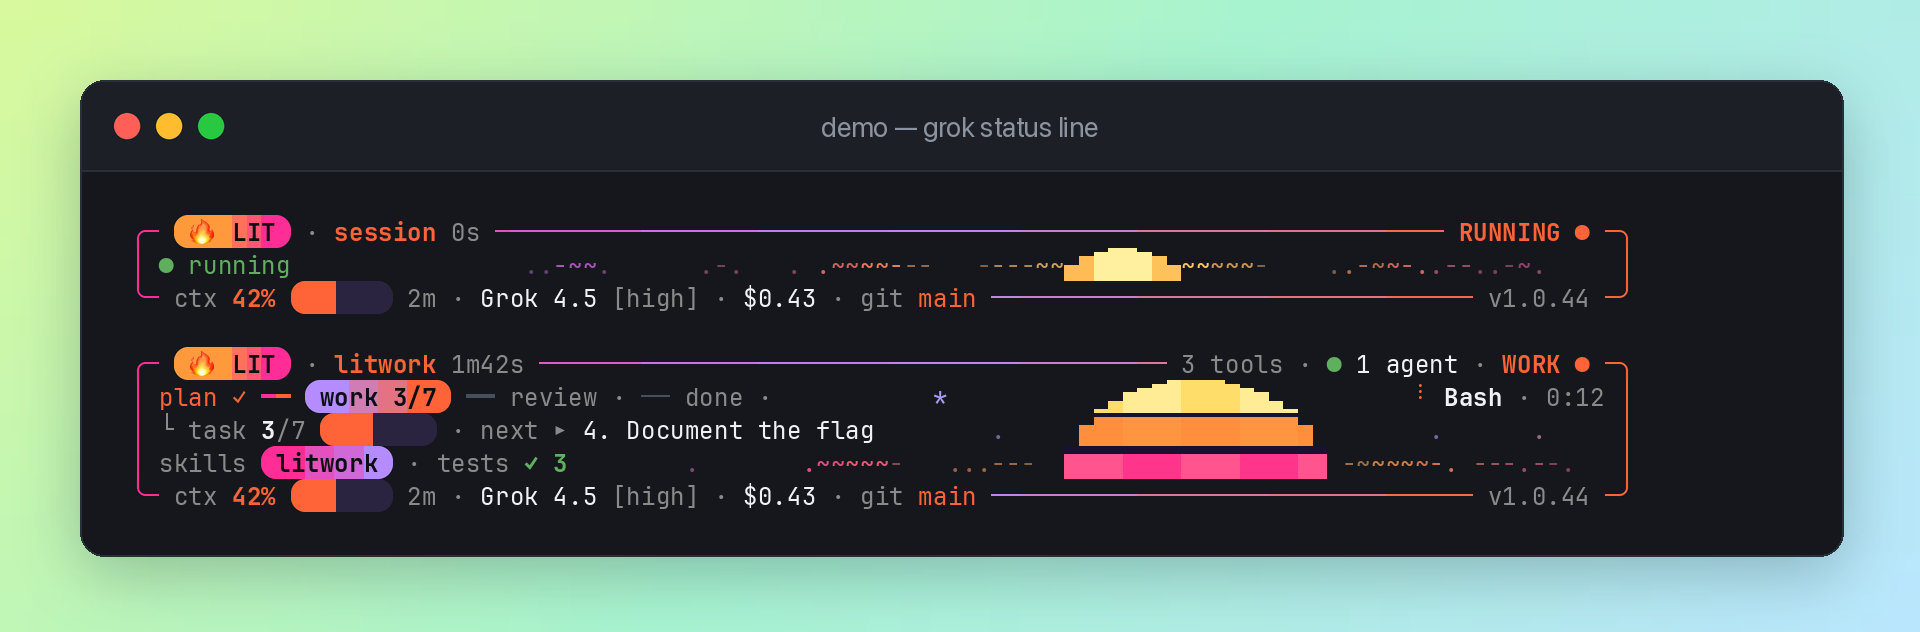 demo — grok status line
🔥 LIT · session 0s RUNNING ●
● running
ctx 42% 2m · Grok 4.5 [high] · $0.43 · git main v1.0.44
🔥 LIT · litwork 1m42s 3 tools · ● 1 agent · WORK ●
plan ✓ work 3/7 review · done · Bash · 0:12
└ task 3/7 · next ▸ 4. Document the flag
skills litwork · tests ✓ 3
ctx 42% 2m · Grok 4.5 [high] · $0.43 · git main v1.0.44